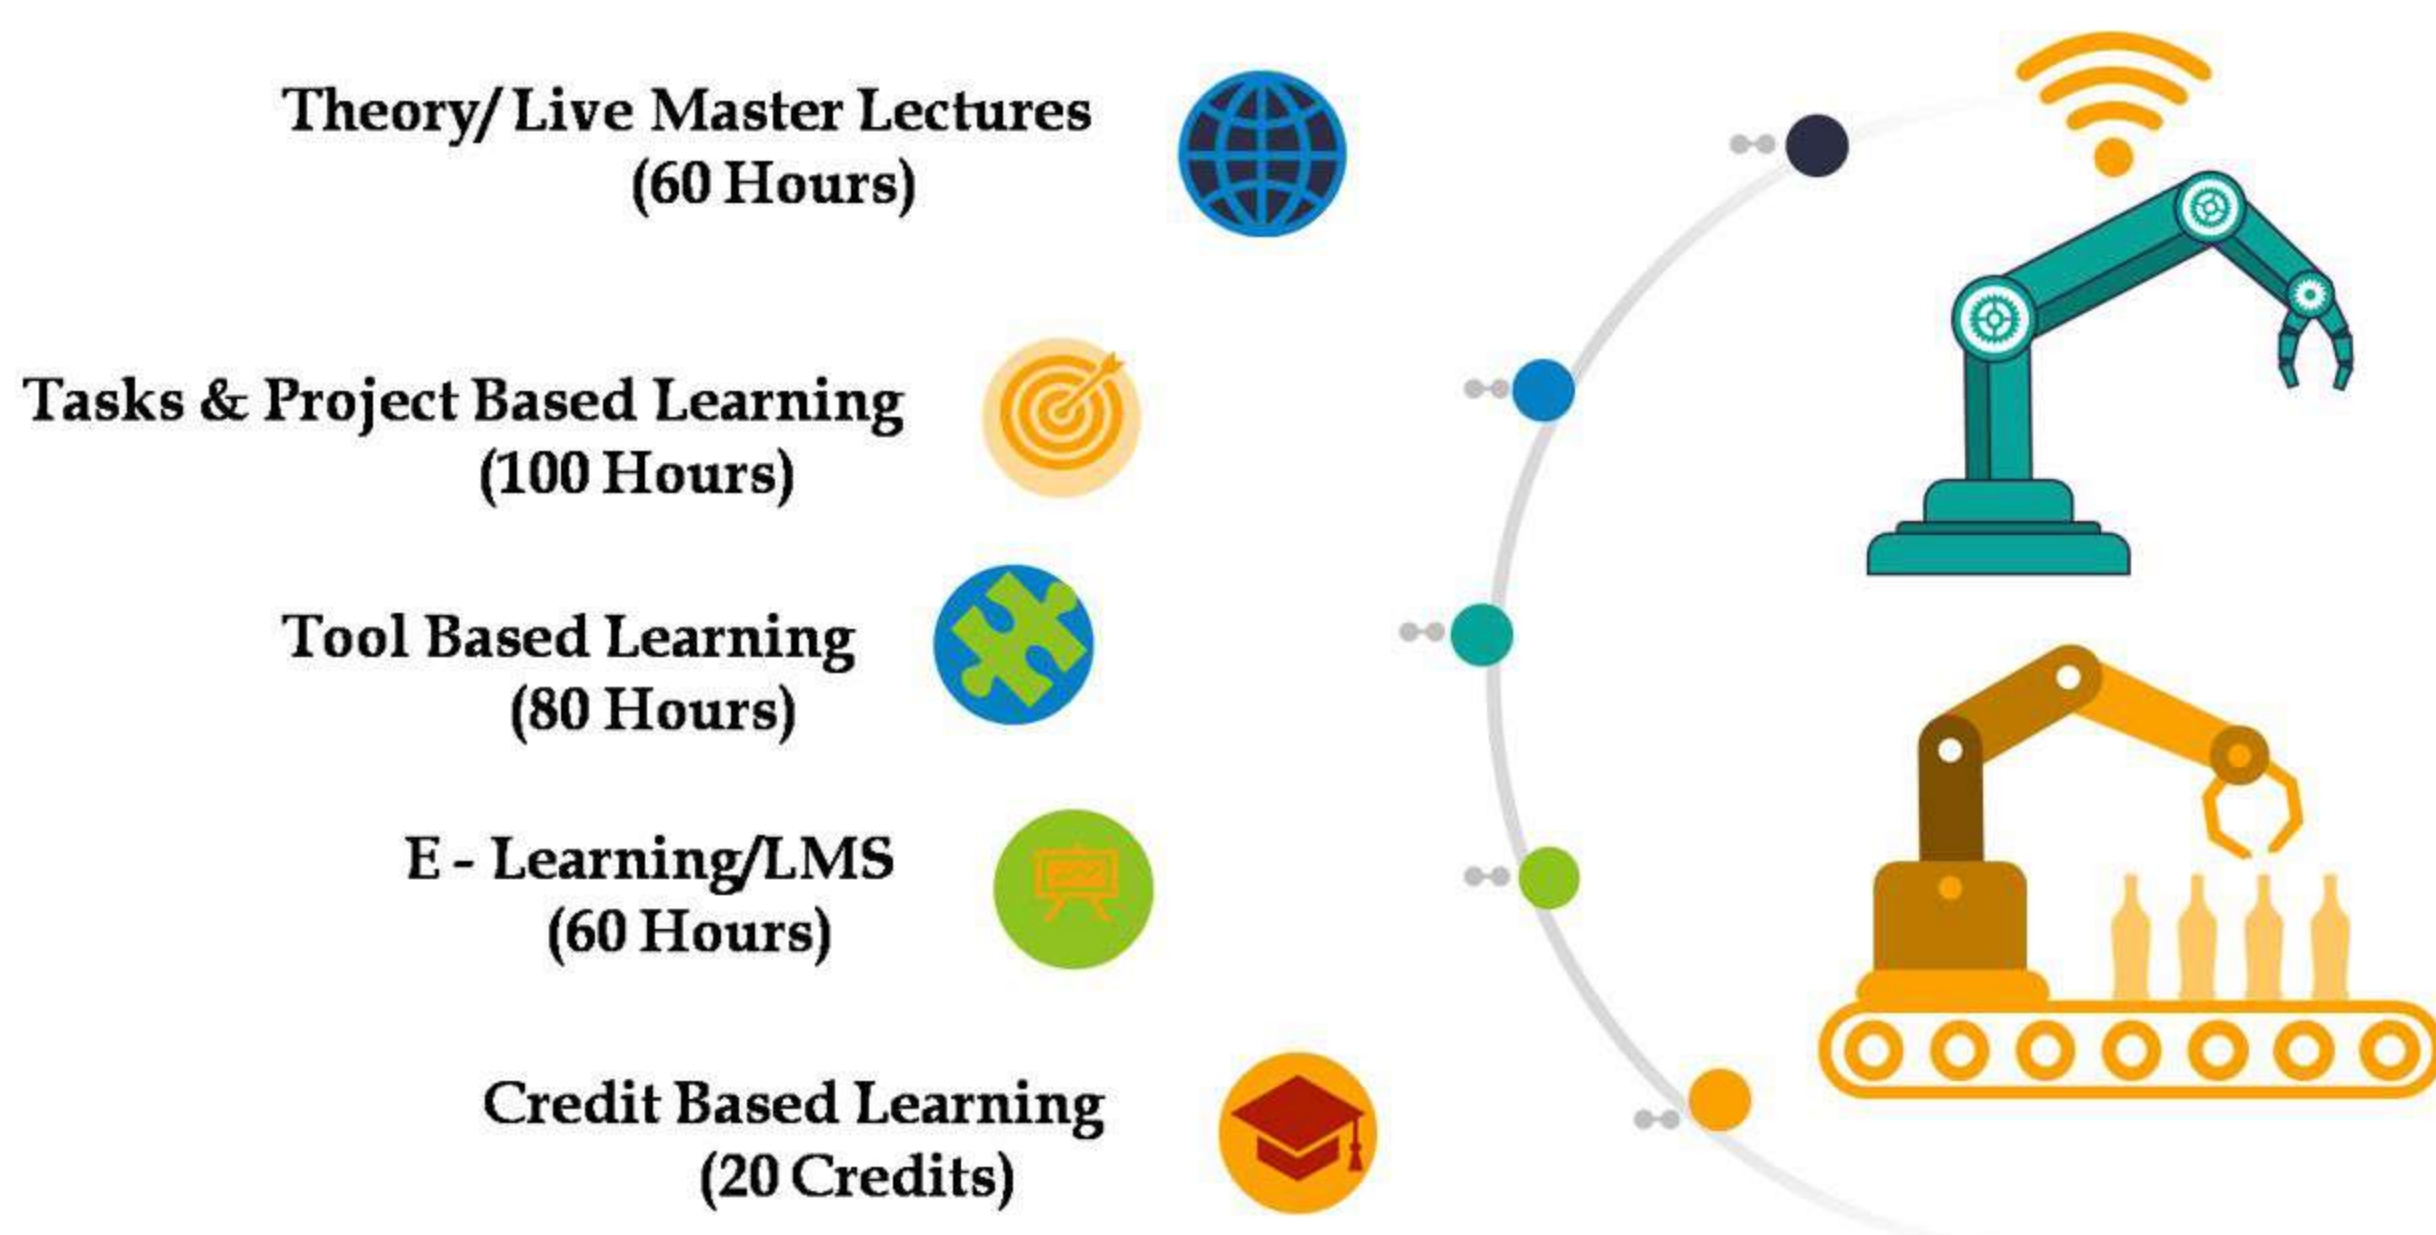 Theory/ Live Master Lectures
(60 Hours)
Tasks & Project Based Learning
(100 Hours)
Tool Based Learning
(80 Hours)
E - Learning/LMS
(60 Hours)
Credit Based Learning
(20 Credits)